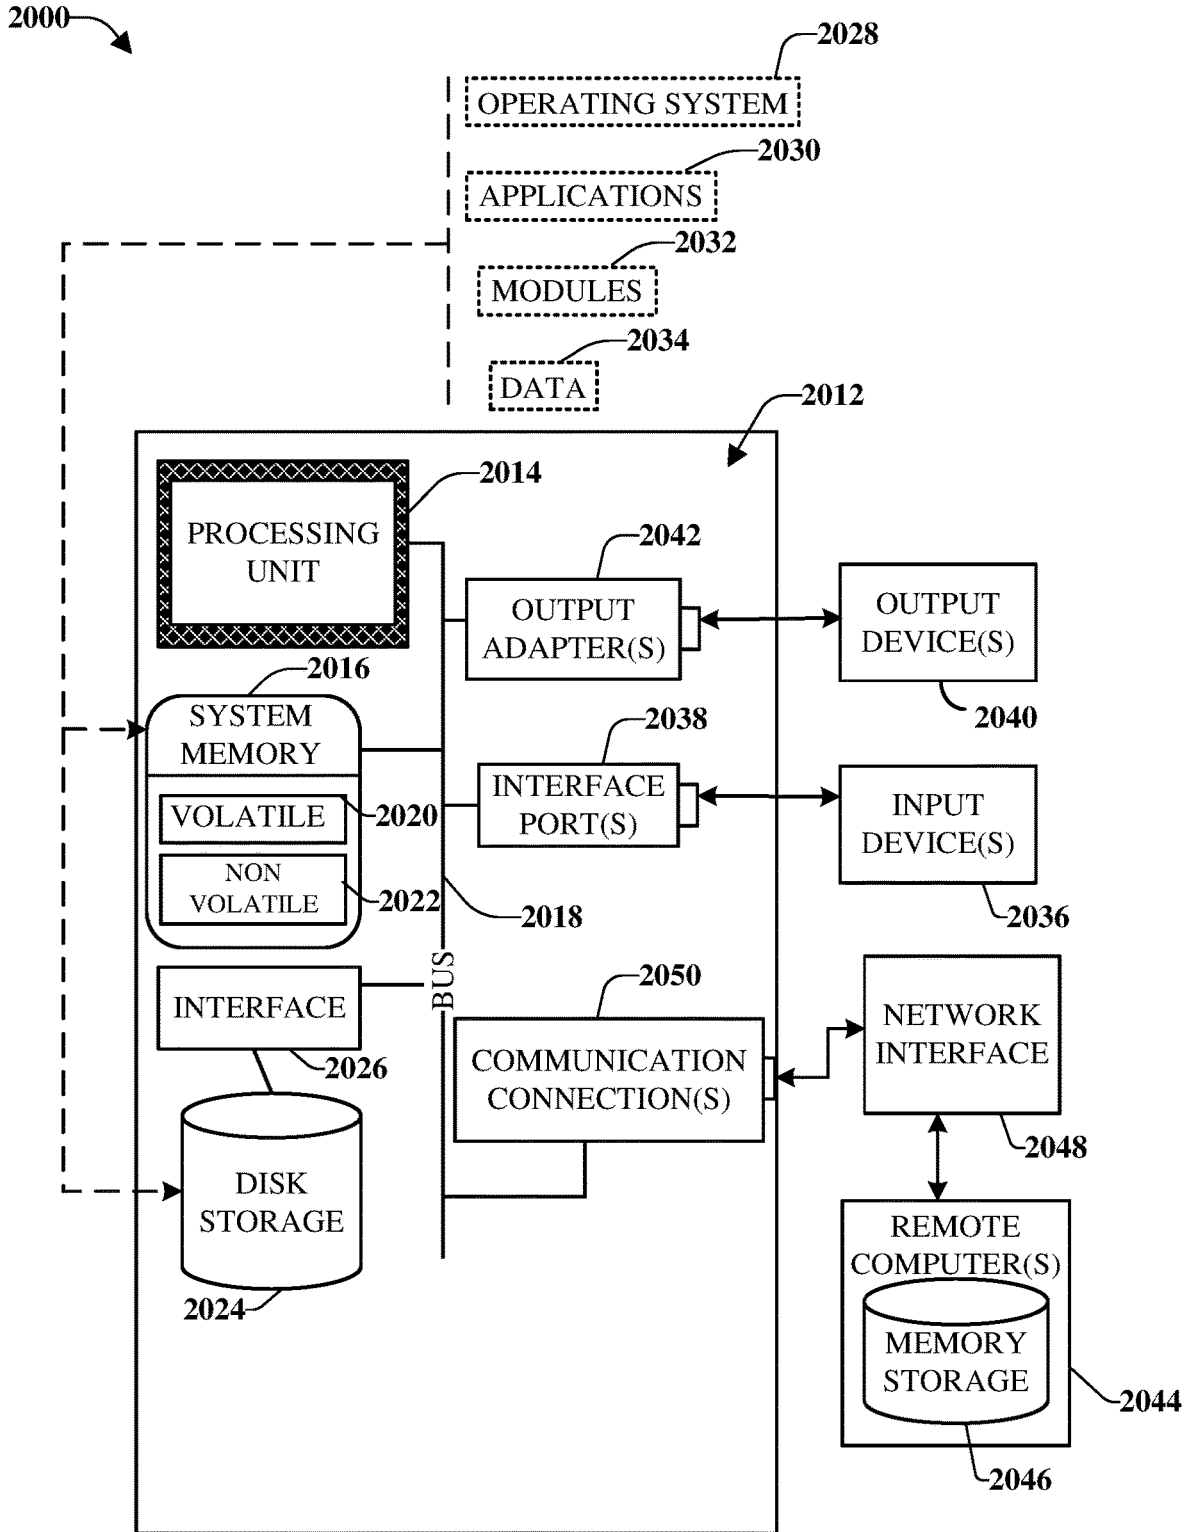 2000
2028
OPERATING SYSTEM
2030
APPLICATIONS
2032
MODULES
2034
DATA
2012
2014
PROCESSING
UNIT
2042
OUTPUT
ADAPTER(S)
OUTPUT
DEVICE(S)
2040
2016
SYSTEM
MEMORY
VOLATILE
2020
NON
VOLATILE
2022
2038
INTERFACE
PORT(S)
INPUT
DEVICE(S)
2036
2018
BUS
INTERFACE
2026
2050
COMMUNICATION
CONNECTION(S)
NETWORK
INTERFACE
2048
DISK
STORAGE
2024
REMOTE
COMPUTER(S)
MEMORY
STORAGE
2044
2046